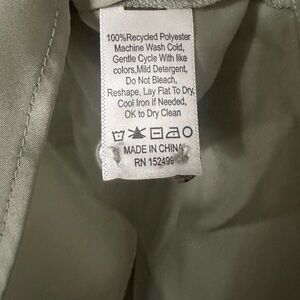 100%Recycled Polyester
Machine Wash Cold,
Gentle Cycle With like
colors,Mild Detergent,
Do Not Bleach,
Reshape, Lay Flat To Dry,
Cool Iron if Needed,
OK to Dry Clean
MADE IN CHINA
RN 152499